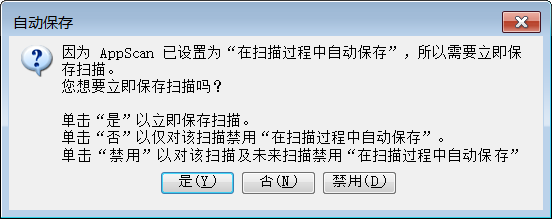 自动保存
因为 AppScan 已设置为“在扫描过程中自动保存”，所以需要立即保
存扫描。
您想要立即保存扫描吗？
单击“是”以立即保存扫描。
单击“否”以仅对该扫描禁用“在扫描过程中自动保存”。
单击“禁用”以对该扫描及未来扫描禁用“在扫描过程中自动保存”
是(Y) 否(N) 禁用(D)